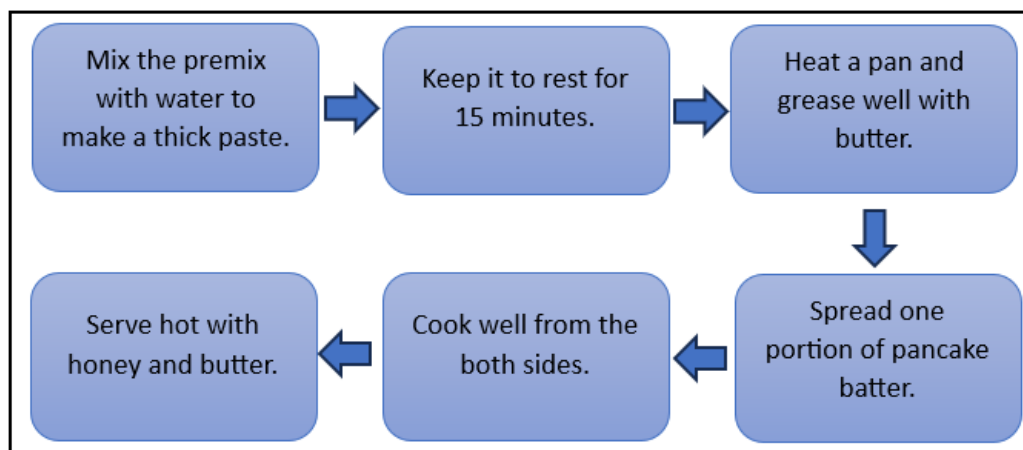 Mix the premix
with water to
make a thick paste.
Keep it to rest for
15 minutes.
Heat a pan and
grease well with
butter.
Spread one
portion of pancake
batter.
Cook well from the
both sides.
Serve hot with
honey and butter.